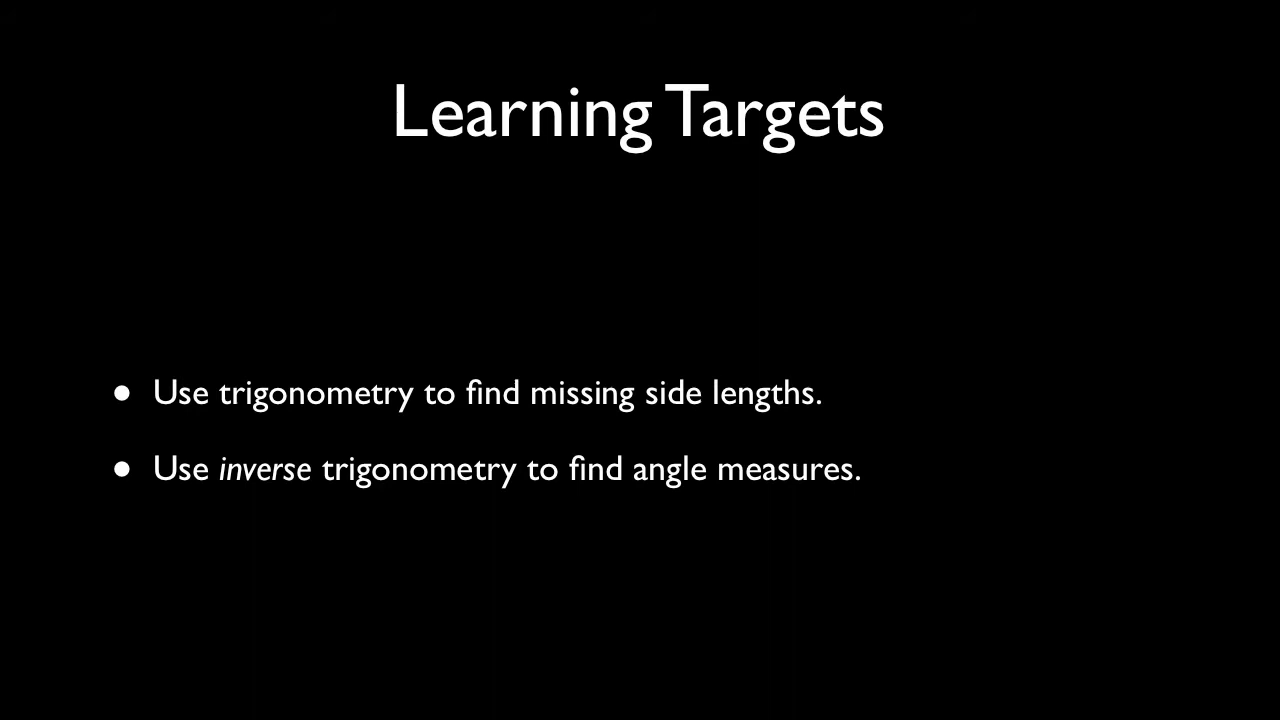 Learning Targets
• Use trigonometry to find missing side lengths.
• Use inverse trigonometry to find angle measures.